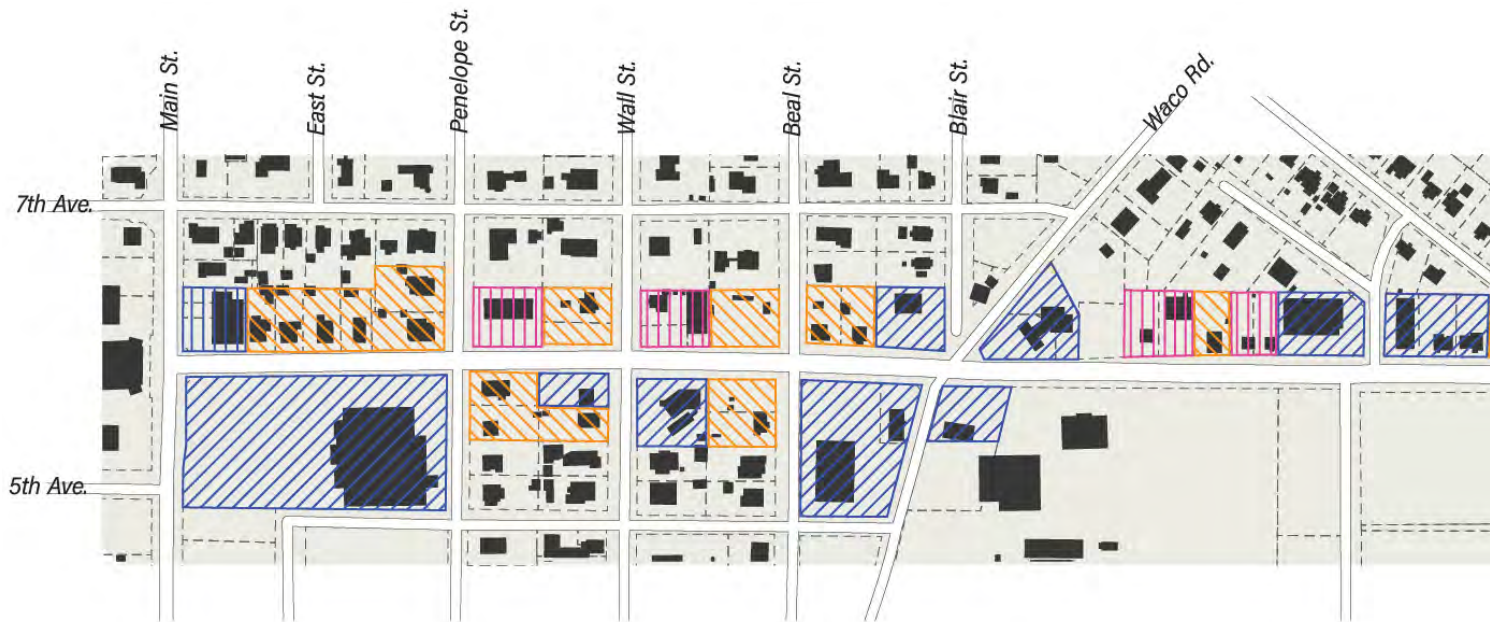 Main St.
East St.
Penelope St.
Wall St.
Beal St.
Blair St.
Waco Rd.
7th Ave.
5th Ave.